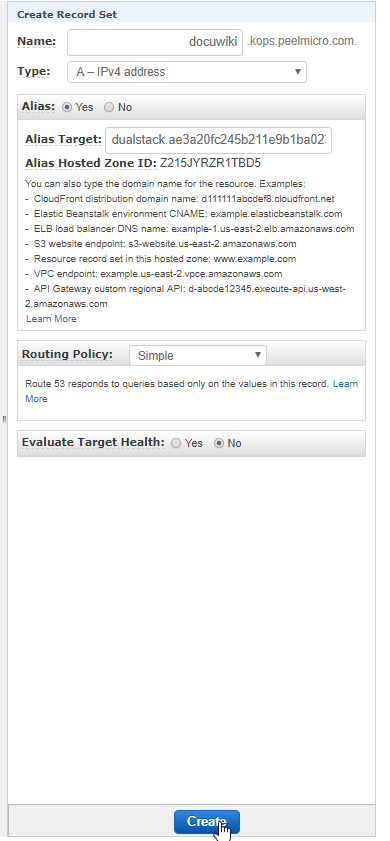 Create Record Set
Name: docuwiki .kops.peelmicro.com.
Type: A – IPv4 address
Alias: Yes No
Alias Target: dualstack.ae3a20fc245b211e9b1ba02
Alias Hosted Zone ID: Z215JYRZR1TBD5
You can also type the domain name for the resource. Examples:
- CloudFront distribution domain name: d111111abcdef8.cloudfront.net
- Elastic Beanstalk environment CNAME: example.elasticbeanstalk.com
- ELB load balancer DNS name: example-1.us-east-2.elb.amazonaws.com
- S3 website endpoint: s3-website.us-east-2.amazonaws.com
- Resource record set in this hosted zone: www.example.com
- VPC endpoint: example.us-east-2.vpce.amazonaws.com
- API Gateway custom regional API: d-abcde12345.execute-api.us-west-
2.amazonaws.com
Learn More
Routing Policy: Simple
Route 53 responds to queries based only on the values in this record. Learn
More
Evaluate Target Health: Yes No
Create